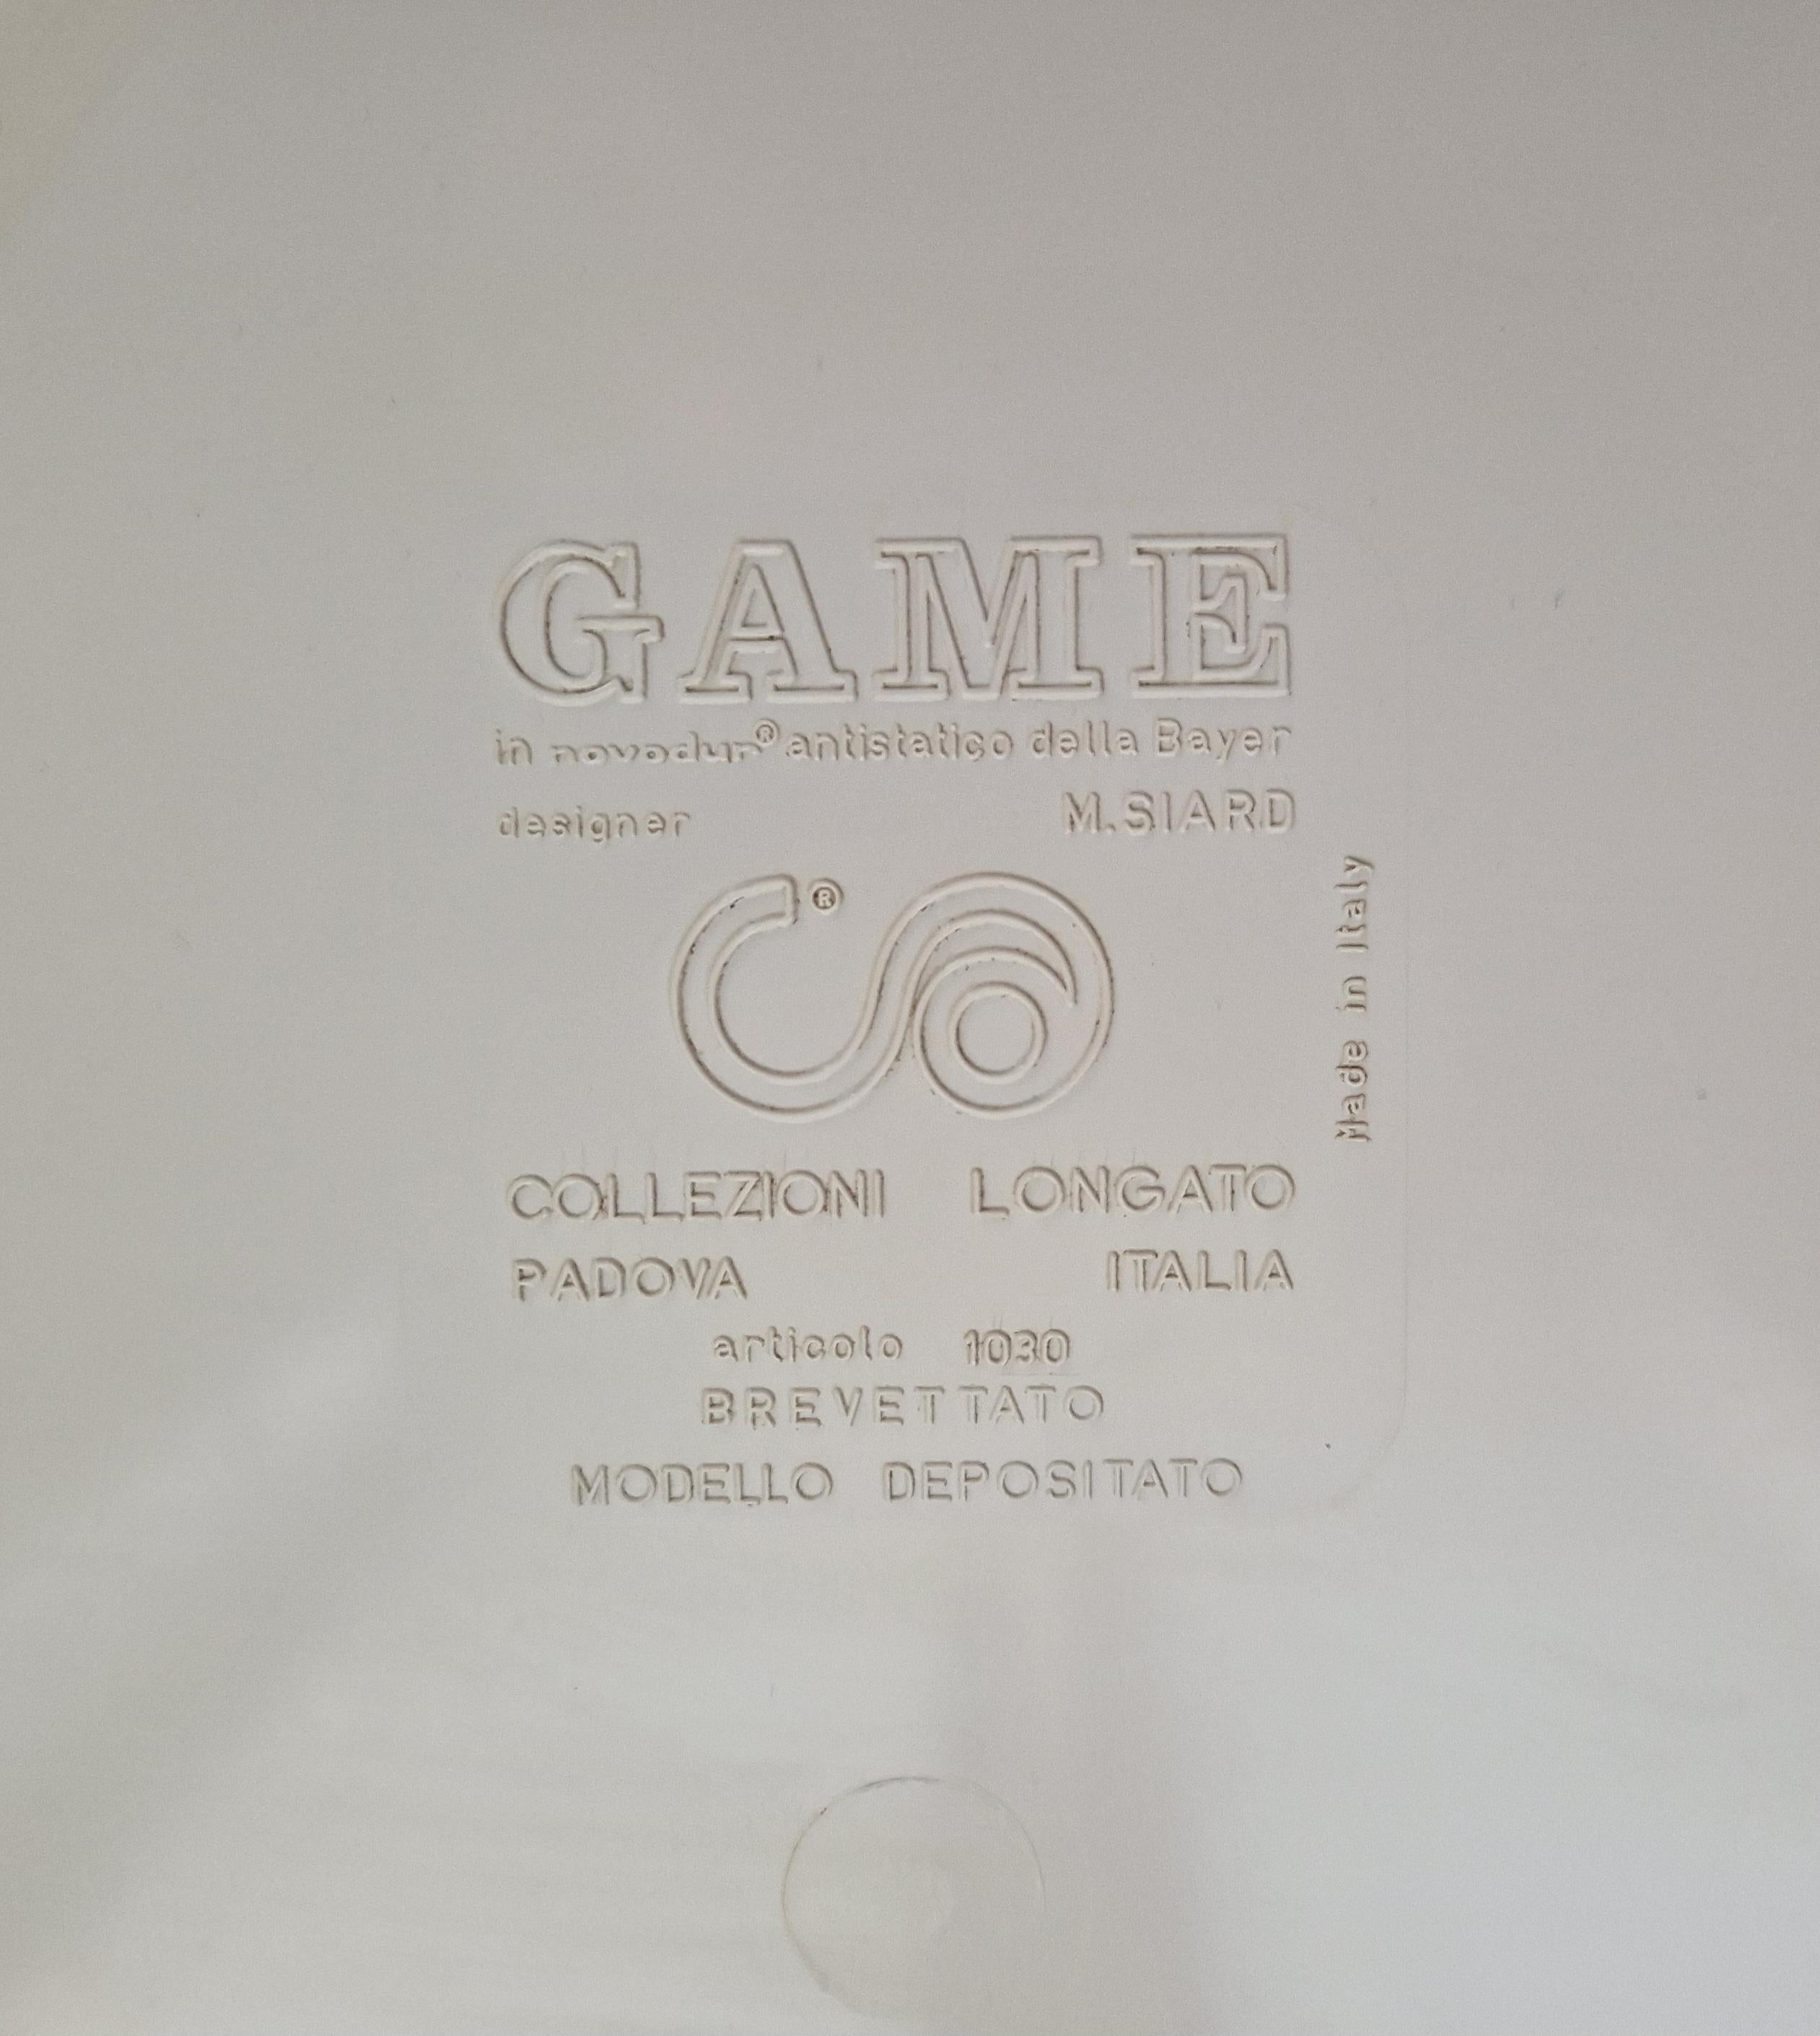 GAME
in novodur® antistatico della Bayer
designer M.SIARD
®
Made in Italy
COLLEZIONI LONGATO
PADOVA ITALIA
articolo 1030
BREVETTATO
MODELLO DEPOSITATO